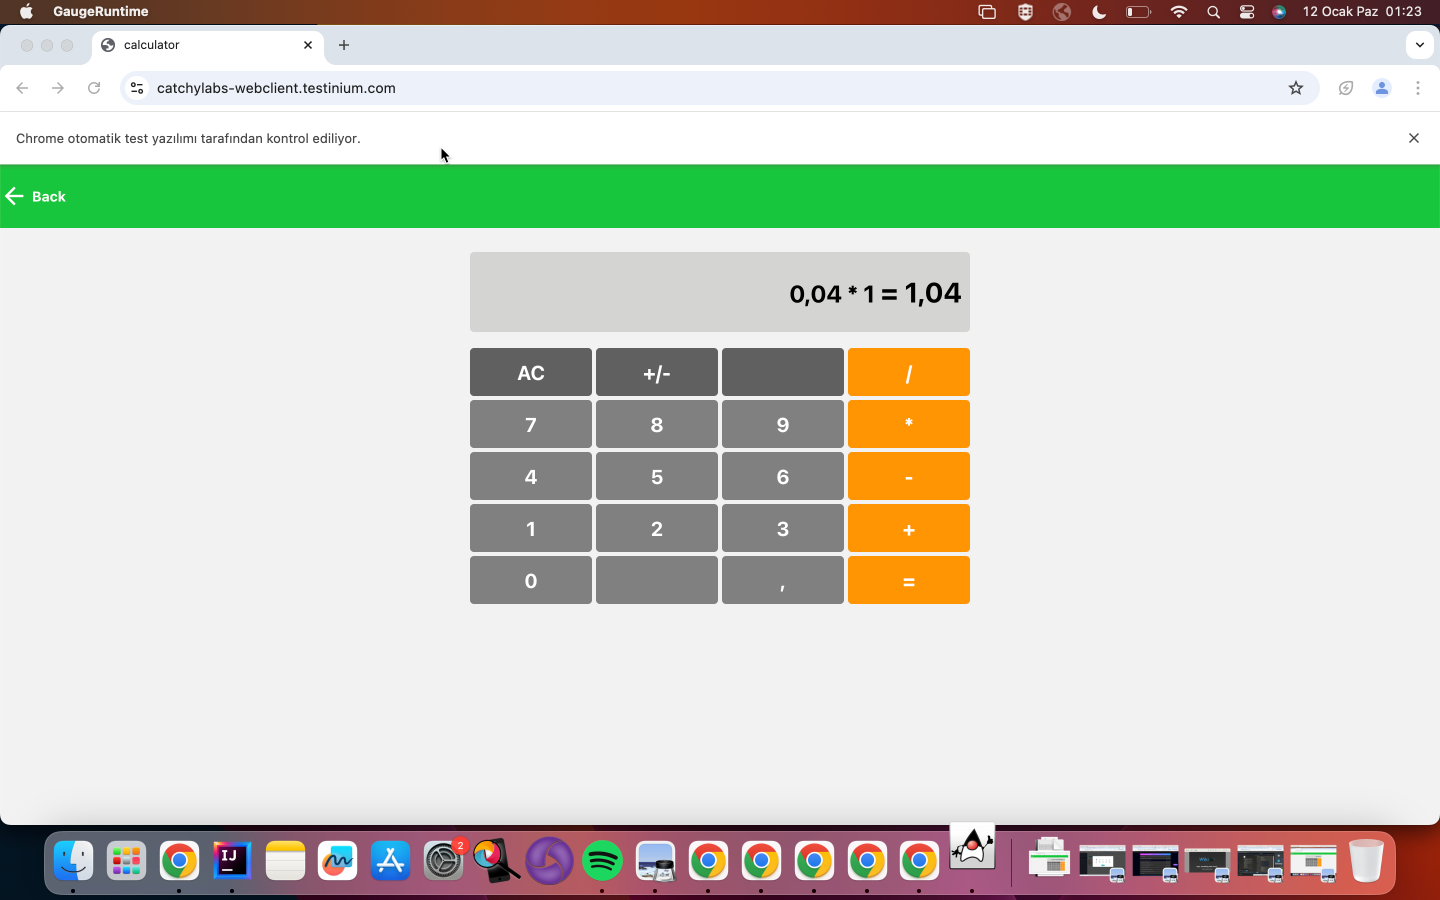 GaugeRuntime
12 Ocak Paz 01:23
calculator
catchylabs-webclient.testinium.com
Chrome otomatik test yazılımı tarafından kontrol ediliyor.
Back
0,04 * 1 = 1,04
AC +/- /
7 8 9 *
4 5 6 -
1 2 3 +
0 , =
IJ
2